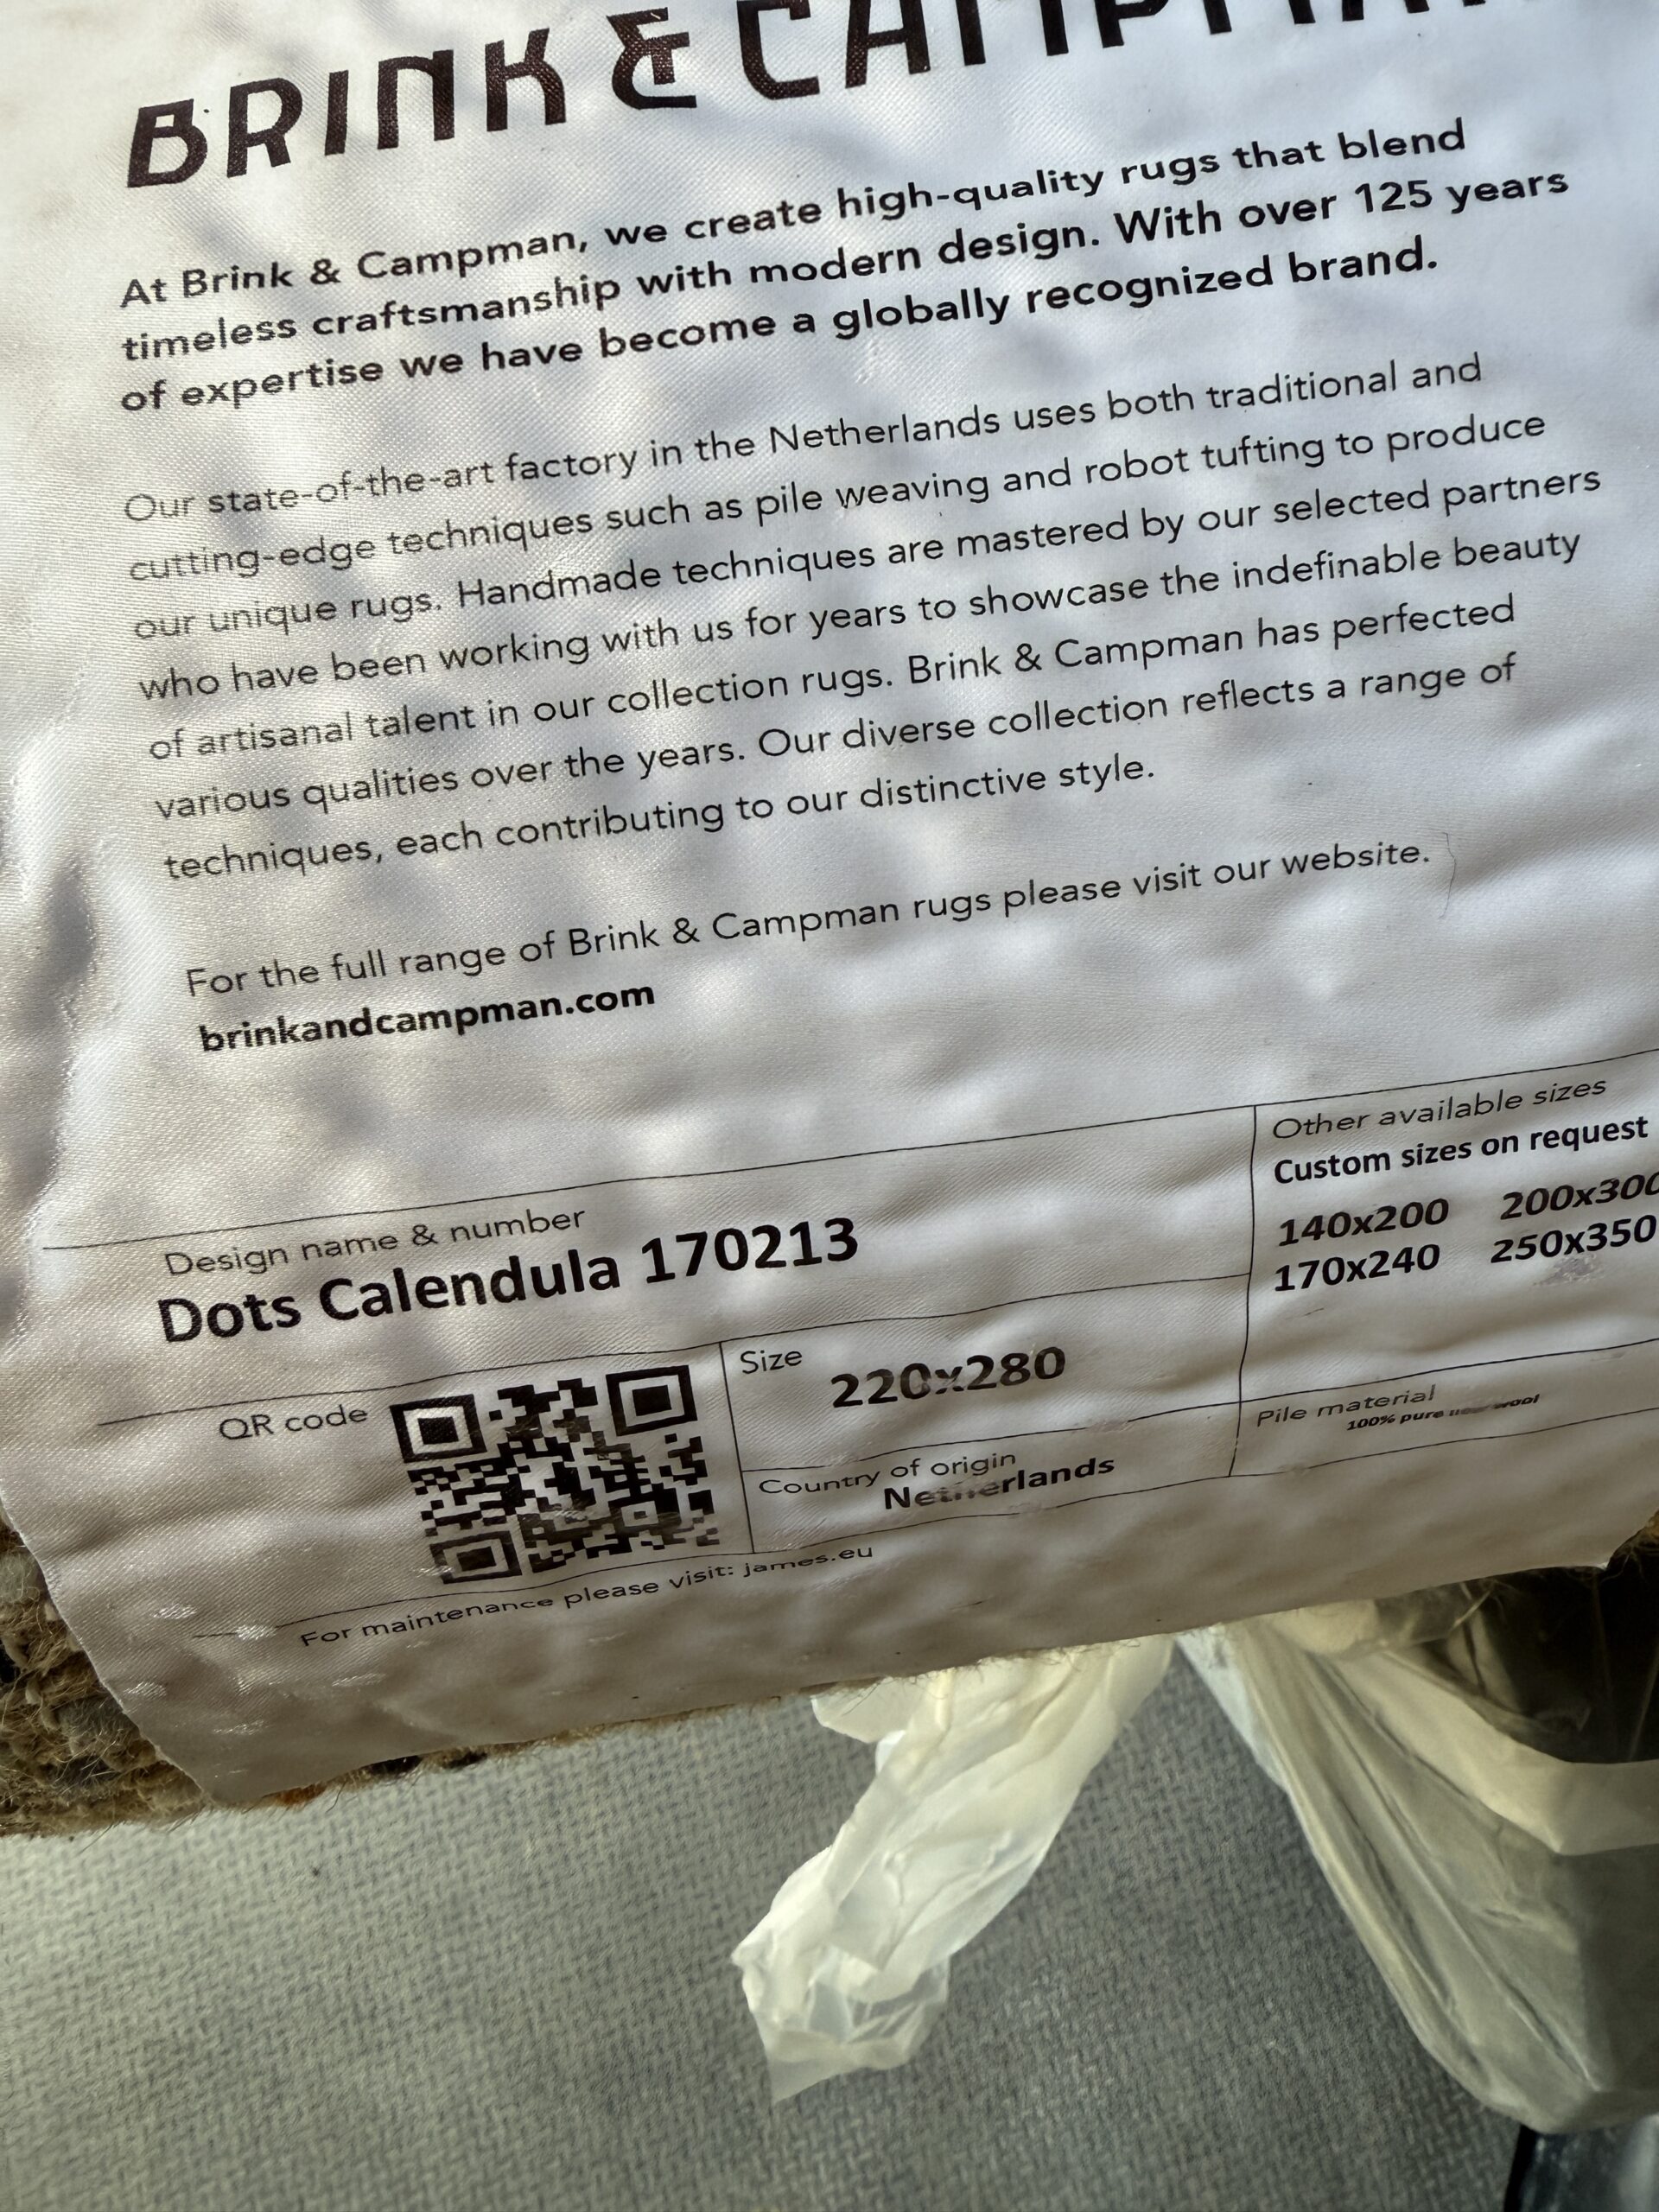 BRINK & CAMPMAN
At Brink & Campman, we create high-quality rugs that blend
timeless craftsmanship with modern design. With over 125 years
of expertise we have become a globally recognized brand.
Our state-of-the-art factory in the Netherlands uses both traditional and
cutting-edge techniques such as pile weaving and robot tufting to produce
our unique rugs. Handmade techniques are mastered by our selected partners
who have been working with us for years to showcase the indefinable beauty
of artisanal talent in our collection rugs. Brink & Campman has perfected
various qualities over the years. Our diverse collection reflects a range of
techniques, each contributing to our distinctive style.
For the full range of Brink & Campman rugs please visit our website.
brinkandcampman.com
Design name & number
Dots Calendula 170213
Other available sizes
Custom sizes on request
140x200 200x300
170x240 250x350
QR code
Size
220x280
Country of origin
Netherlands
Pile material
100% pure wool
For maintenance please visit: james.eu